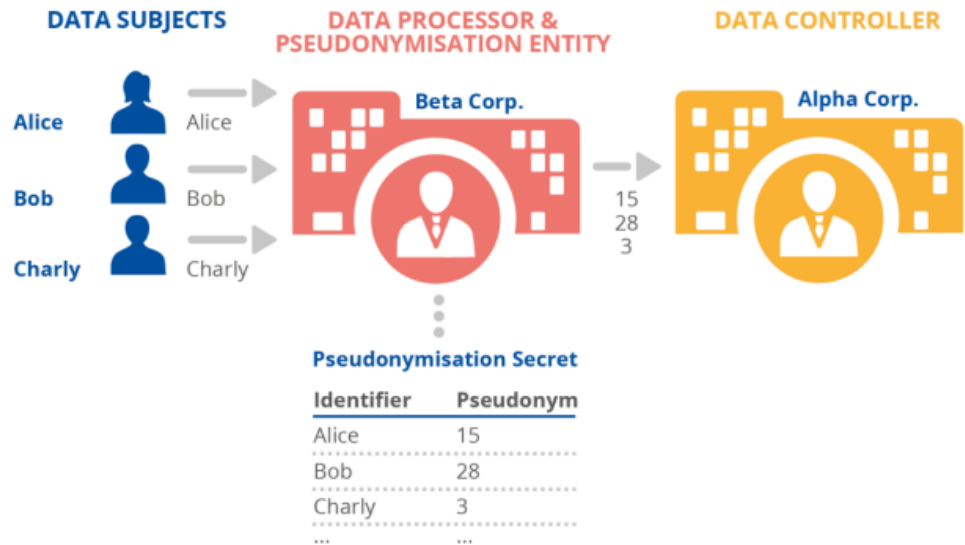 DATA SUBJECTS
DATA PROCESSOR &
PSEUDONYMISATION ENTITY
DATA CONTROLLER
Alice
Alice
Bob
Bob
Charly
Charly
Beta Corp.
15
28
3
Alpha Corp.
Pseudonymisation Secret
Identifier Pseudonym
Alice 15
Bob 28
Charly 3
... ...